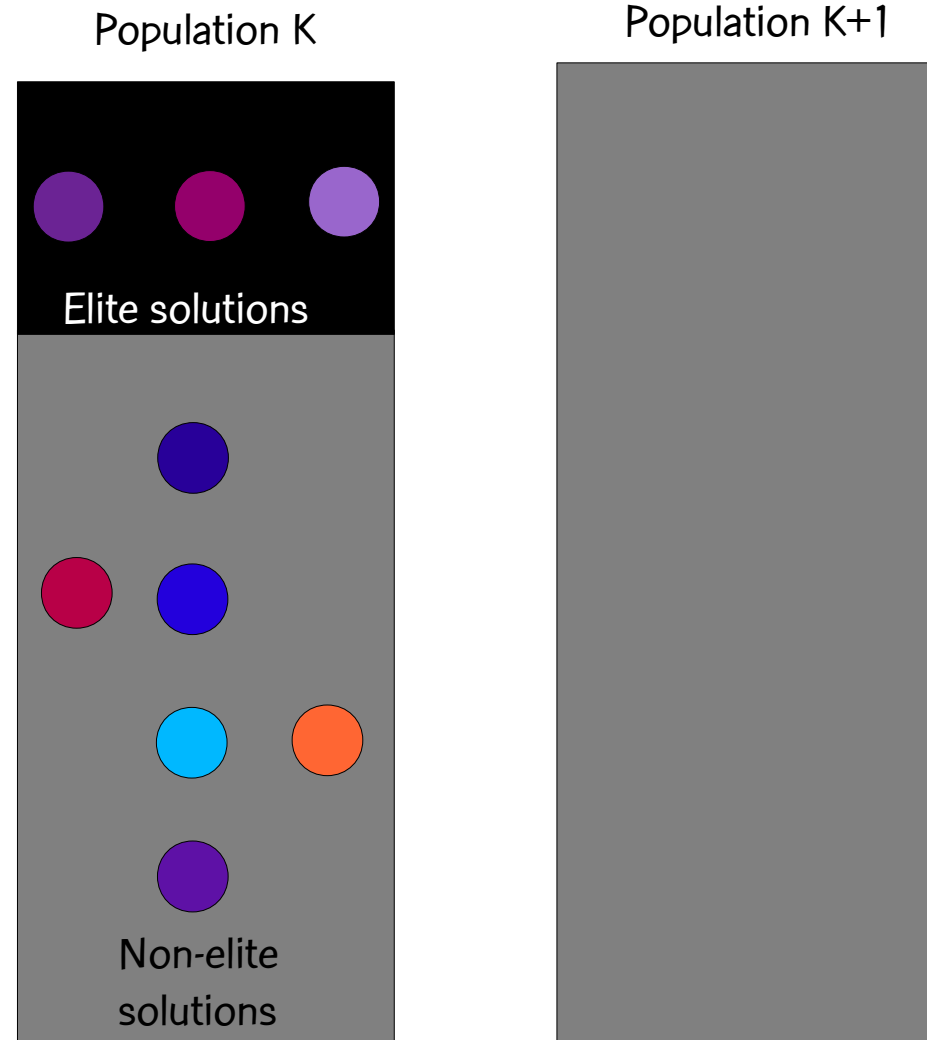 Population K
Population K+1
Elite solutions
Non-elite
solutions